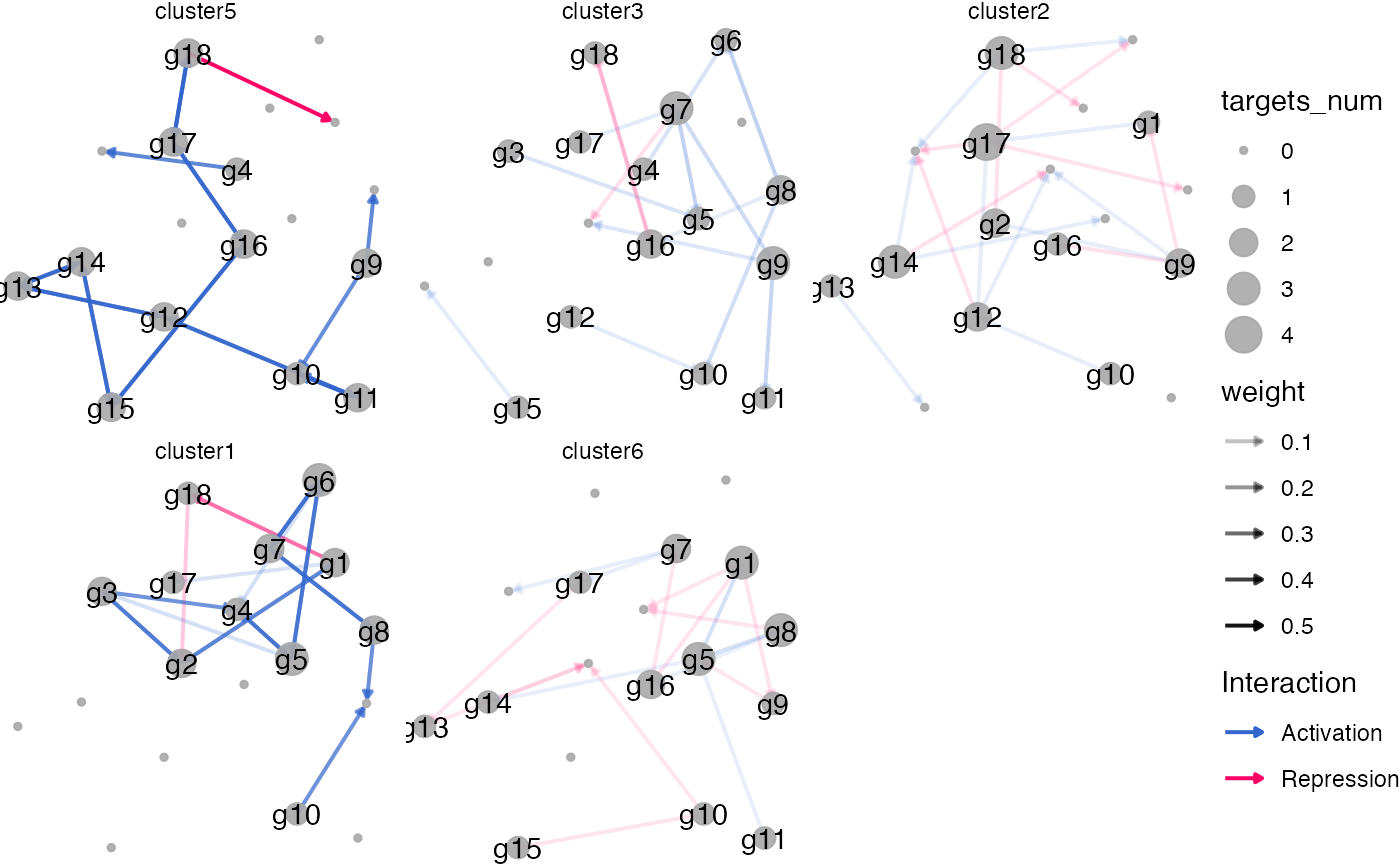 cluster5
g18
g17
g4
g16
g14
g9
g13
g12
g10
g11
g15
cluster3
g18
g6
g7
g17
g3
g4
g8
g5
g16
g9
g12
g10
g11
g15
cluster2
g18
g1
g17
g2
g16
g14
g9
g13
g12
g10
cluster1
g6
g18
g7
g1
g17
g3
g4
g8
g5
g2
g10
cluster6
g7
g1
g17
g8
g5
g16
g14
g9
g13
g10
g11
g15
targets_num
0
1
2
3
4
weight
0.1
0.2
0.3
0.4
0.5
Interaction
Activation
Repression